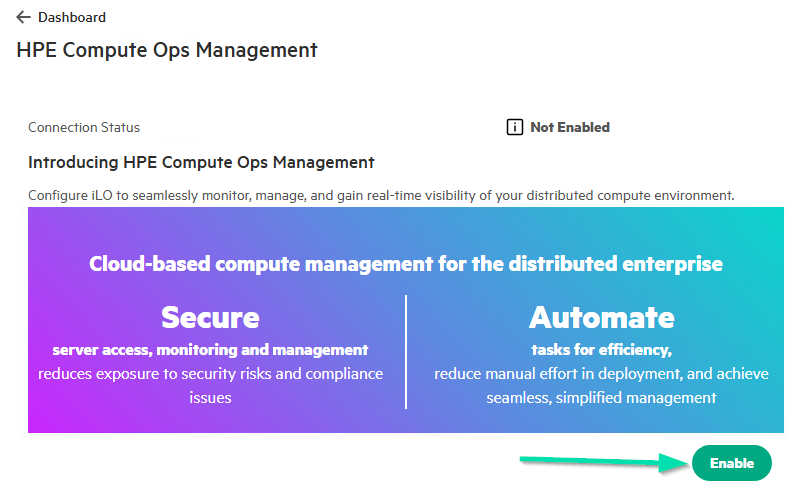 Dashboard
HPE Compute Ops Management
Connection Status
Not Enabled
Introducing HPE Compute Ops Management
Configure iLO to seamlessly monitor, manage, and gain real-time visibility of your distributed compute environment.
Cloud-based compute management for the distributed enterprise
Secure
server access, monitoring and management
reduces exposure to security risks and compliance
issues
Automate
tasks for efficiency,
reduce manual effort in deployment, and achieve
seamless, simplified management
Enable